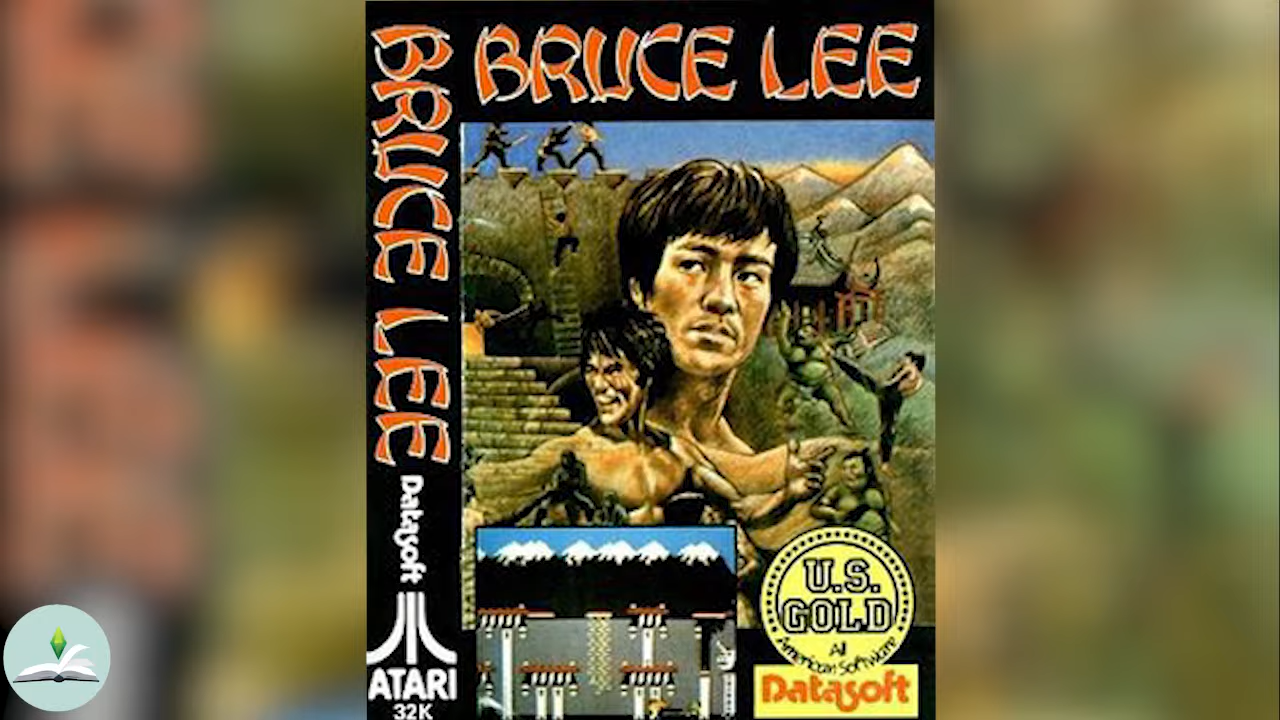 BRUCE LEE
BRUCE LEE
Datasoft
ATARI
32K
U.S.
GOLD
All
American Software
Datasoft